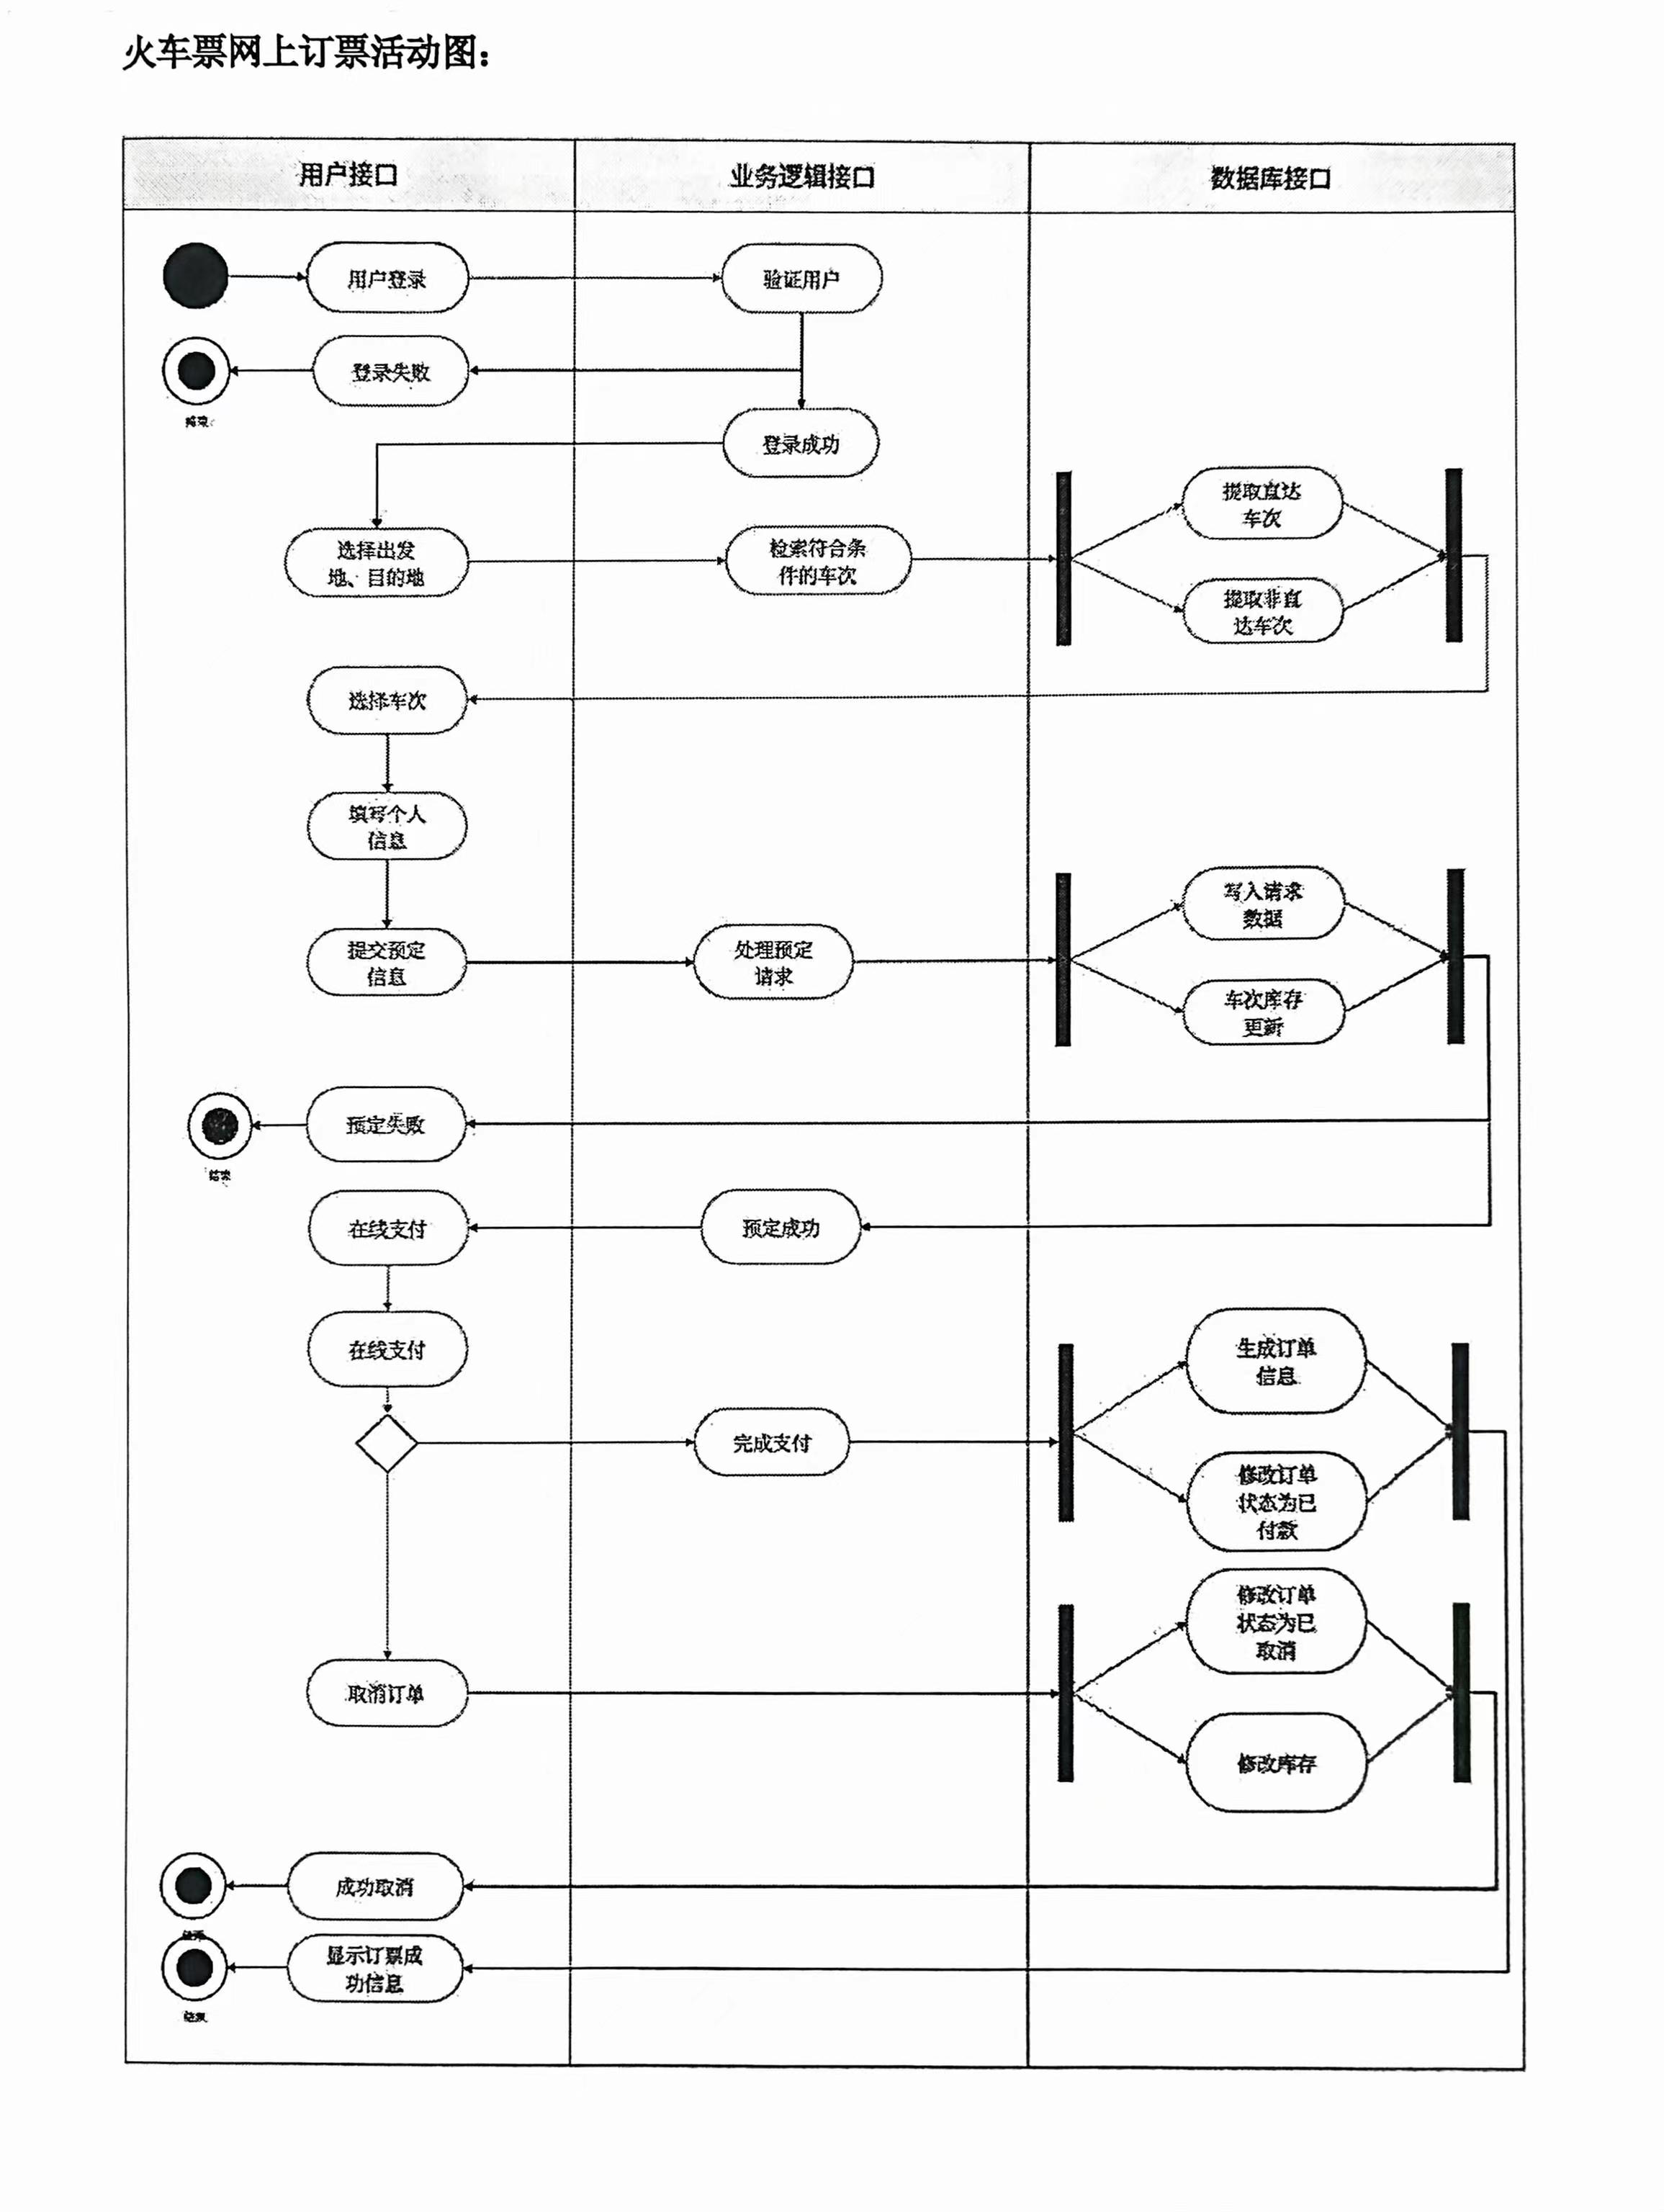 火车票网上订票活动图：
用户接口
业务逻辑接口
数据库接口
用户登录
验证用户
登录失败
结束
登录成功
选择出发
地、目的地
检索符合条
件的车次
提取直达
车次
提取非直
达车次
选择车次
填写个人
信息
提交预定
信息
处理预定
请求
写入请求
数据
车次库存
更新
预定失败
结束
在线支付
预定成功
在线支付
完成支付
生成订单
信息
修改订单
状态为已
付款
修改订单
状态为已
取消
取消订单
修改库存
成功取消
显示订票成
功信息
结束